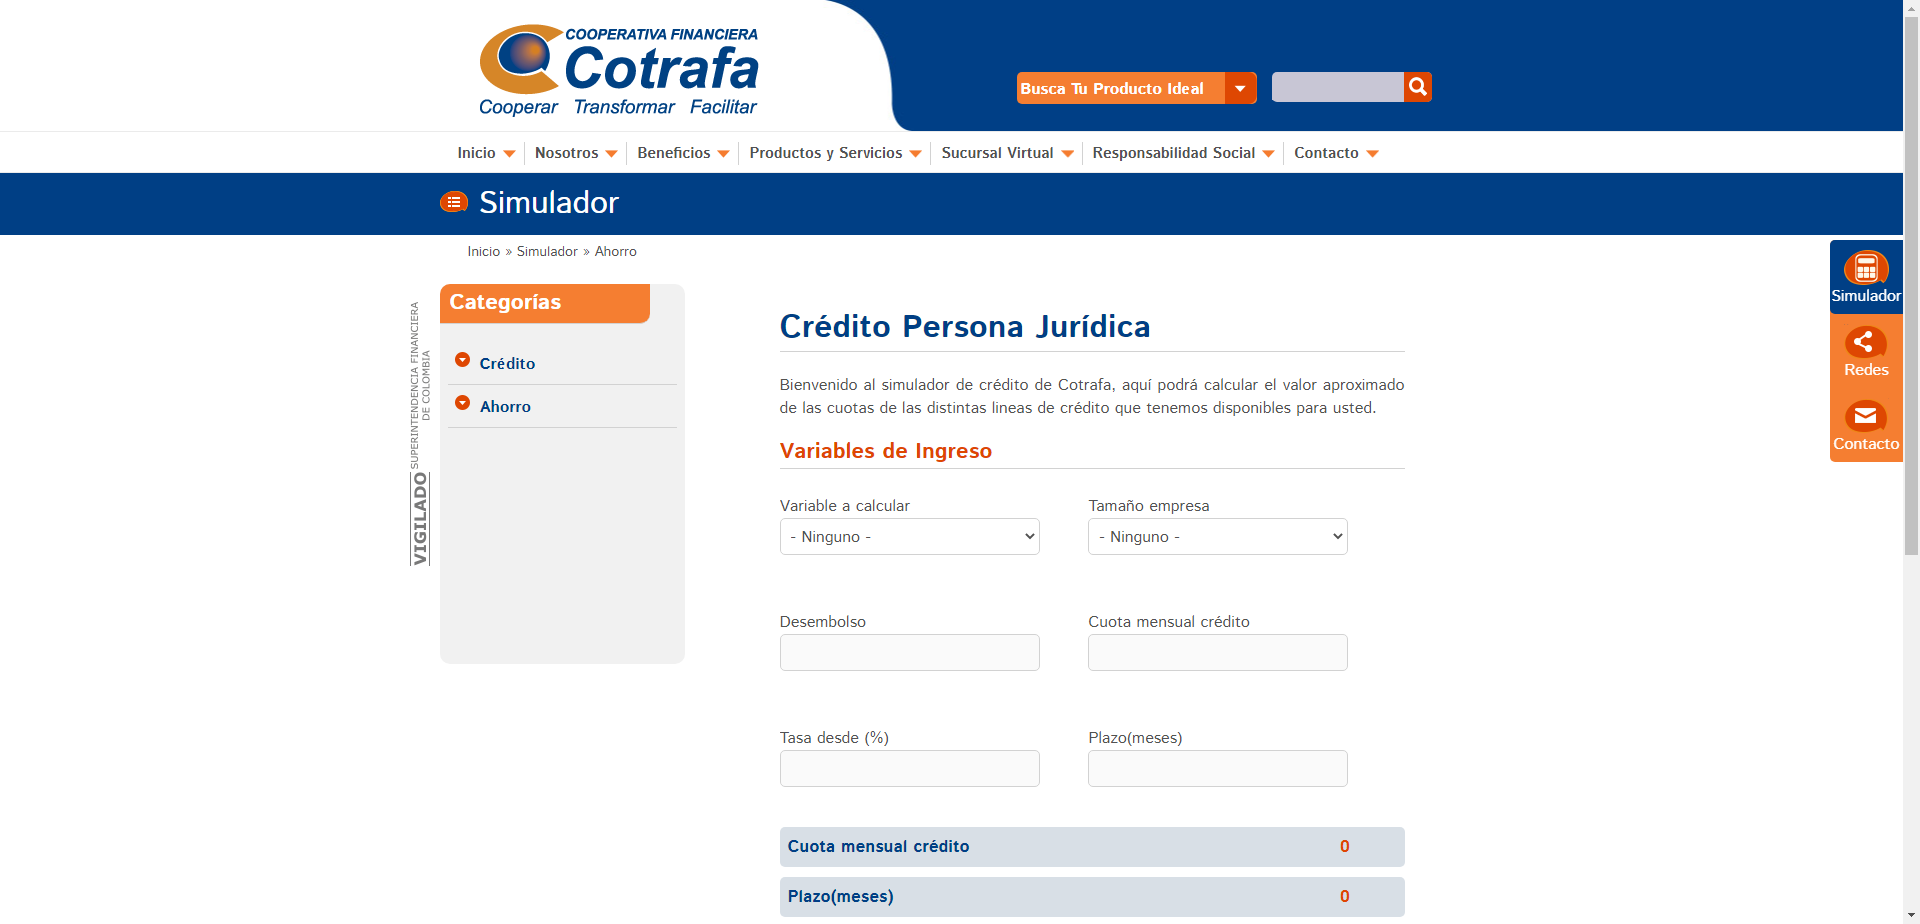 COOPERATIVA FINANCIERA
Cotrafa
Cooperar Transformar Facilitar
Busca Tu Producto Ideal
Inicio
Nosotros
Beneficios
Productos y Servicios
Sucursal Virtual
Responsabilidad Social
Contacto
Simulador
Inicio » Simulador » Ahorro
VIGILADO SUPERINTENDENCIA FINANCIERA
DE COLOMBIA
Categorías
Crédito
Ahorro
Crédito Persona Jurídica
Bienvenido al simulador de crédito de Cotrafa, aquí podrá calcular el valor aproximado
de las cuotas de las distintas lineas de crédito que tenemos disponibles para usted.
Variables de Ingreso
Variable a calcular
- Ninguno -
Tamaño empresa
- Ninguno -
Desembolso
Cuota mensual crédito
Tasa desde (%)
Plazo(meses)
Cuota mensual crédito 0
Plazo(meses) 0
Simulador
Redes
Contacto